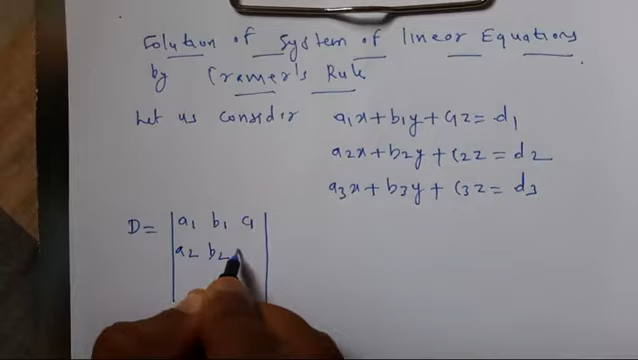 Solution of System of linear Equations
by Cramer's Rule
Let us consider a1x+b1y+c1z=d1
a2x+b2y+c2z=d2
a3x+b3y+c3z=d3
D= | a1 b1 c1 |
a2 b2